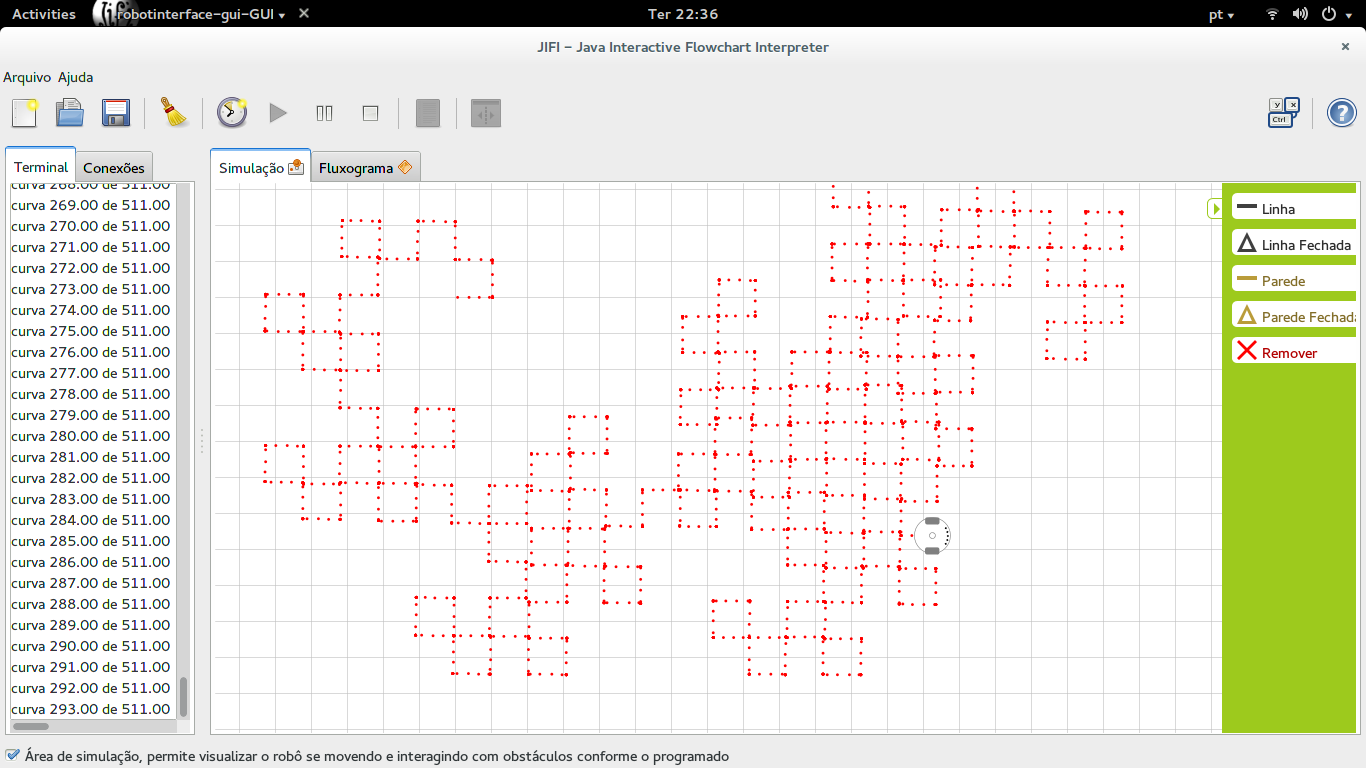 Activities robotinterface-gui-GUI Ter 22:36 pt
JIFI – Java Interactive Flowchart Interpreter
Arquivo Ajuda
Y X
Ctrl
?
Terminal Conexões Simulação Fluxograma
curva 268.00 de 511.00
curva 269.00 de 511.00
curva 270.00 de 511.00
curva 271.00 de 511.00
curva 272.00 de 511.00
curva 273.00 de 511.00
curva 274.00 de 511.00
curva 275.00 de 511.00
curva 276.00 de 511.00
curva 277.00 de 511.00
curva 278.00 de 511.00
curva 279.00 de 511.00
curva 280.00 de 511.00
curva 281.00 de 511.00
curva 282.00 de 511.00
curva 283.00 de 511.00
curva 284.00 de 511.00
curva 285.00 de 511.00
curva 286.00 de 511.00
curva 287.00 de 511.00
curva 288.00 de 511.00
curva 289.00 de 511.00
curva 290.00 de 511.00
curva 291.00 de 511.00
curva 292.00 de 511.00
curva 293.00 de 511.00
Linha
Linha Fechada
Parede
Parede Fechada
Remover
Área de simulação, permite visualizar o robô se movendo e interagindo com obstáculos conforme o programado